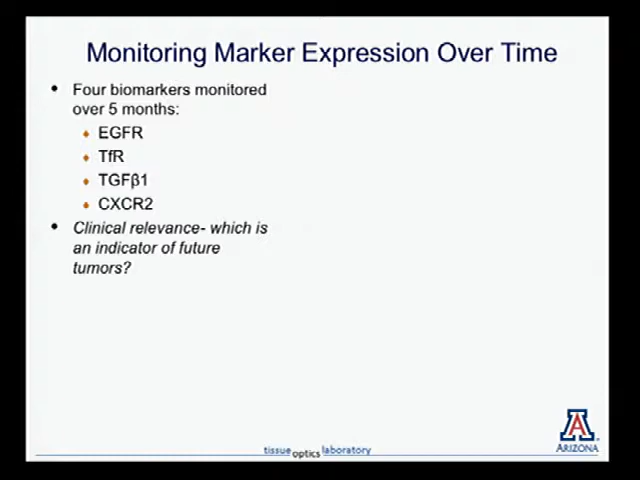 Monitoring Marker Expression Over Time
• Four biomarkers monitored
over 5 months:
♦ EGFR
♦ TfR
♦ TGFβ1
♦ CXCR2
• Clinical relevance- which is
an indicator of future
tumors?
A
ARIZONA
tissue optics laboratory